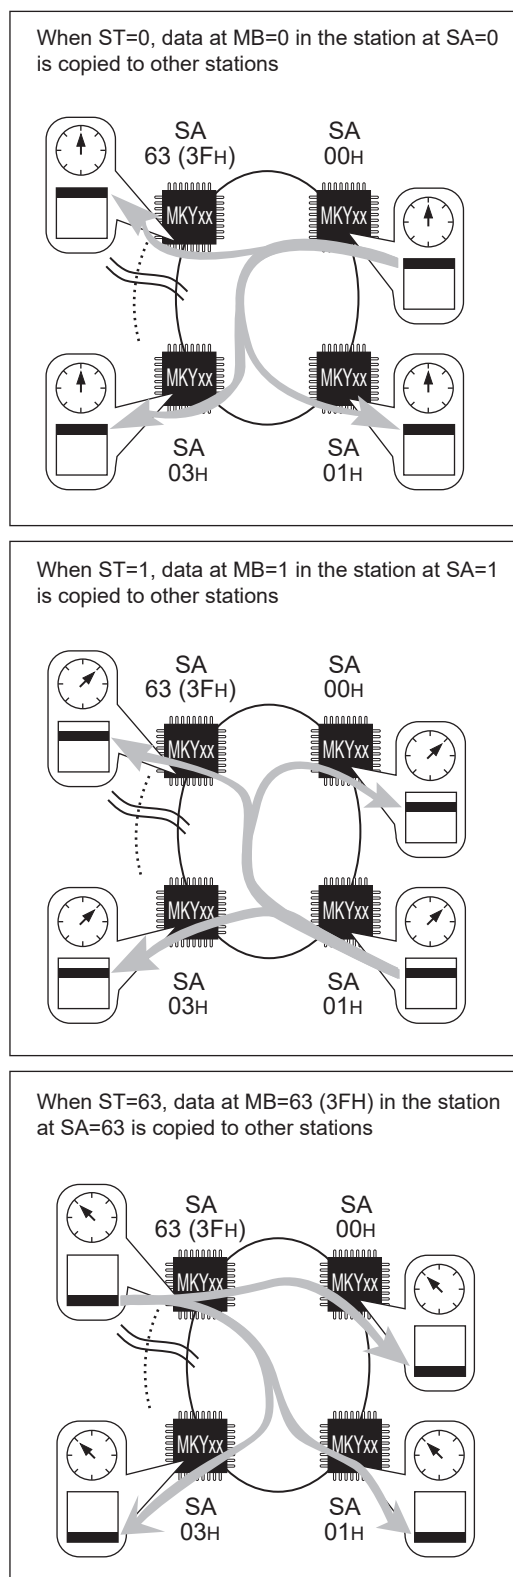 When ST=0, data at MB=0 in the station at SA=0
is copied to other stations
SA
63 (3FH)
SA
00H
MKYxx
MKYxx
MKYxx
MKYxx
SA
03H
SA
01H
When ST=1, data at MB=1 in the station at SA=1
is copied to other stations
SA
63 (3FH)
SA
00H
MKYxx
MKYxx
MKYxx
MKYxx
SA
03H
SA
01H
When ST=63, data at MB=63 (3FH) in the station
at SA=63 is copied to other stations
SA
63 (3FH)
SA
00H
MKYxx
MKYxx
MKYxx
MKYxx
SA
03H
SA
01H